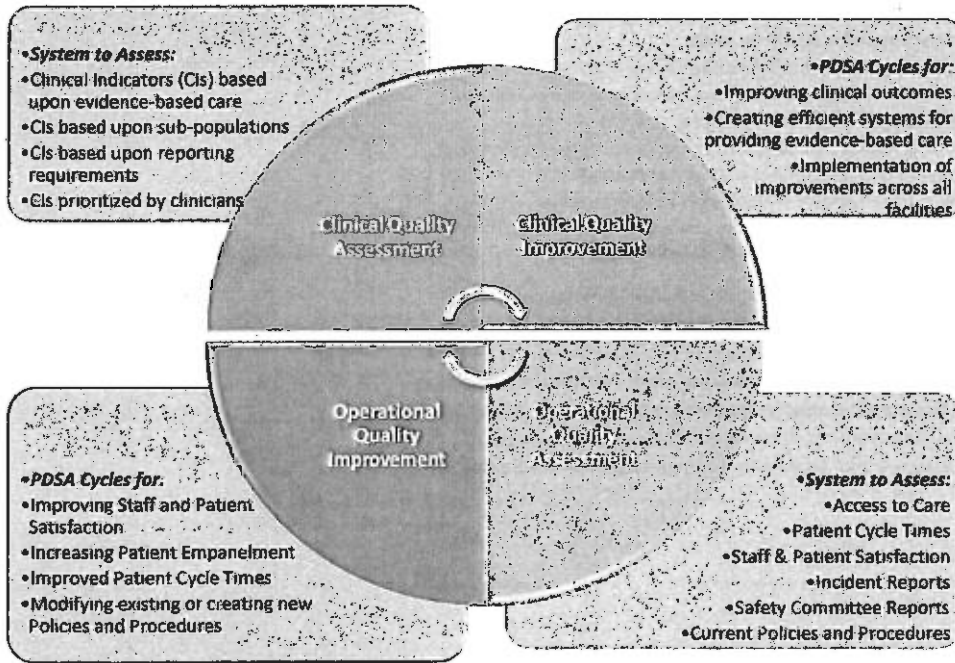 •System to Assess:
•Clinical Indicators (CIs) based
upon evidence-based care
•CIs based upon sub-populations
•CIs based upon reporting
requirements
•CIs prioritized by clinicians
•PDSA Cycles for:
•Improving clinical outcomes
•Creating efficient systems for
providing evidence-based care
•Implementation of
improvements across all
facilities
Clinical Quality
Assessment
Clinical Quality
Improvement
Operational
Quality
Improvement
Operational
Quality
Assessment
•PDSA Cycles for:
•Improving Staff and Patient
Satisfaction
•Increasing Patient Empanelment
•Improved Patient Cycle Times
•Modifying existing or creating new
Policies and Procedures
•System to Assess:
•Access to Care
•Patient Cycle Times
•Staff & Patient Satisfaction
•Incident Reports
•Safety Committee Reports
•Current Policies and Procedures